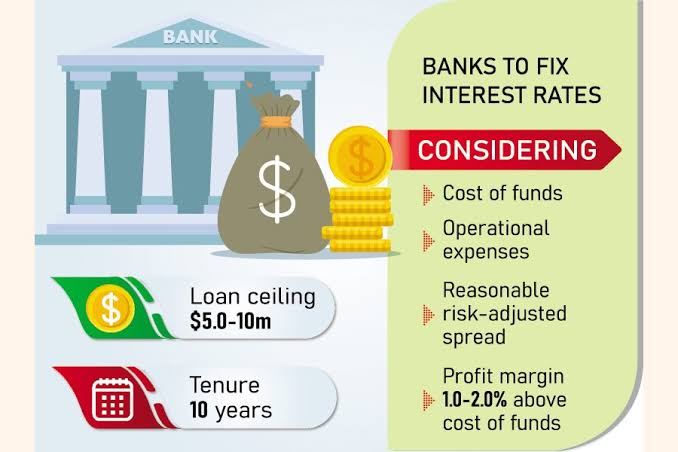 BANK
$
$
BANKS TO FIX
INTEREST RATES
CONSIDERING
Cost of funds
Operational
expenses
Reasonable
risk-adjusted
spread
Profit margin
1.0-2.0% above
cost of funds
$
Loan ceiling
$5.0-10m
Tenure
10 years